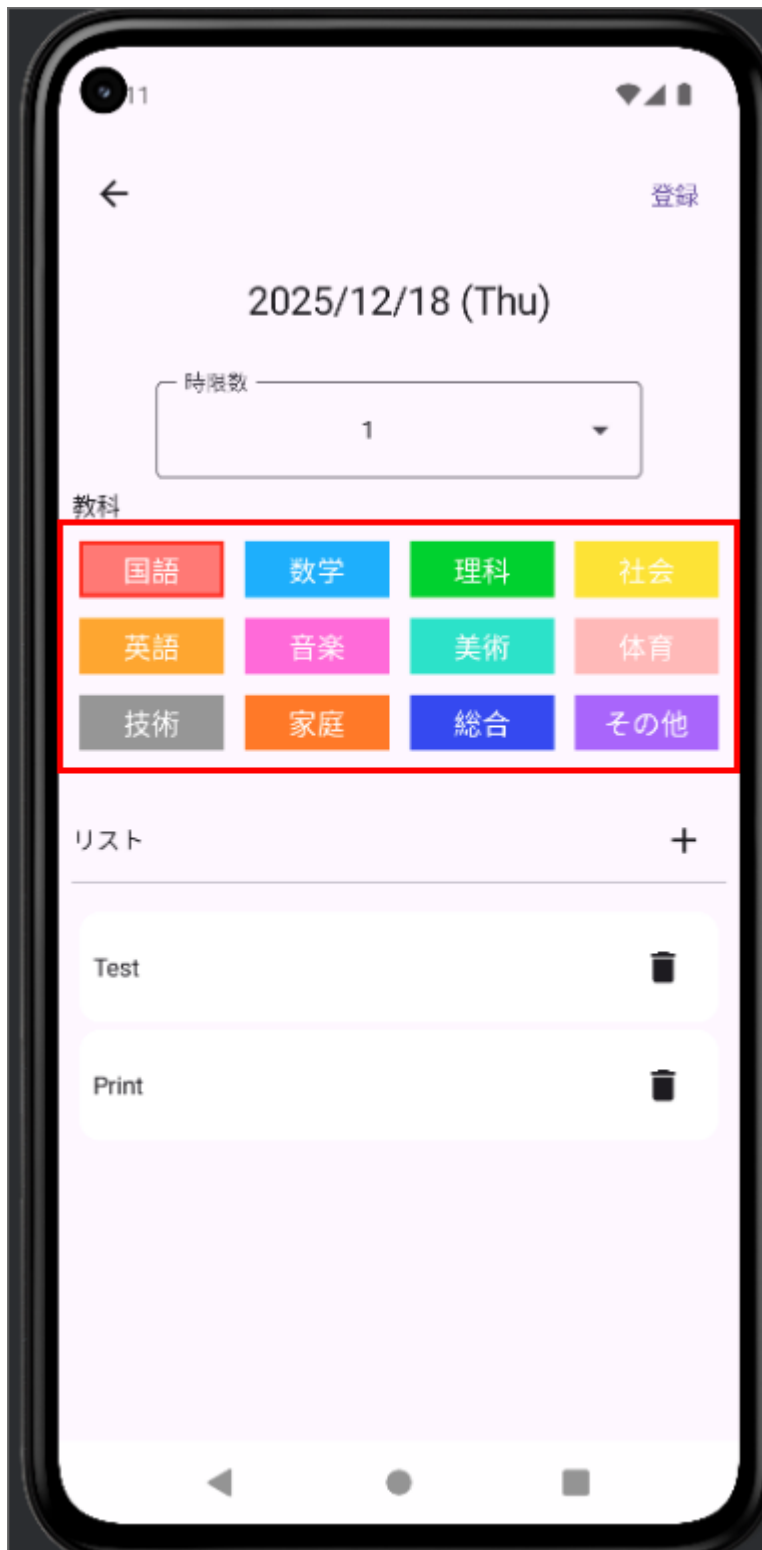 11
登録
2025/12/18 (Thu)
時限数
1
教科
国語 数学 理科 社会
英語 音楽 美術 体育
技術 家庭 総合 その他
リスト +
Test
Print